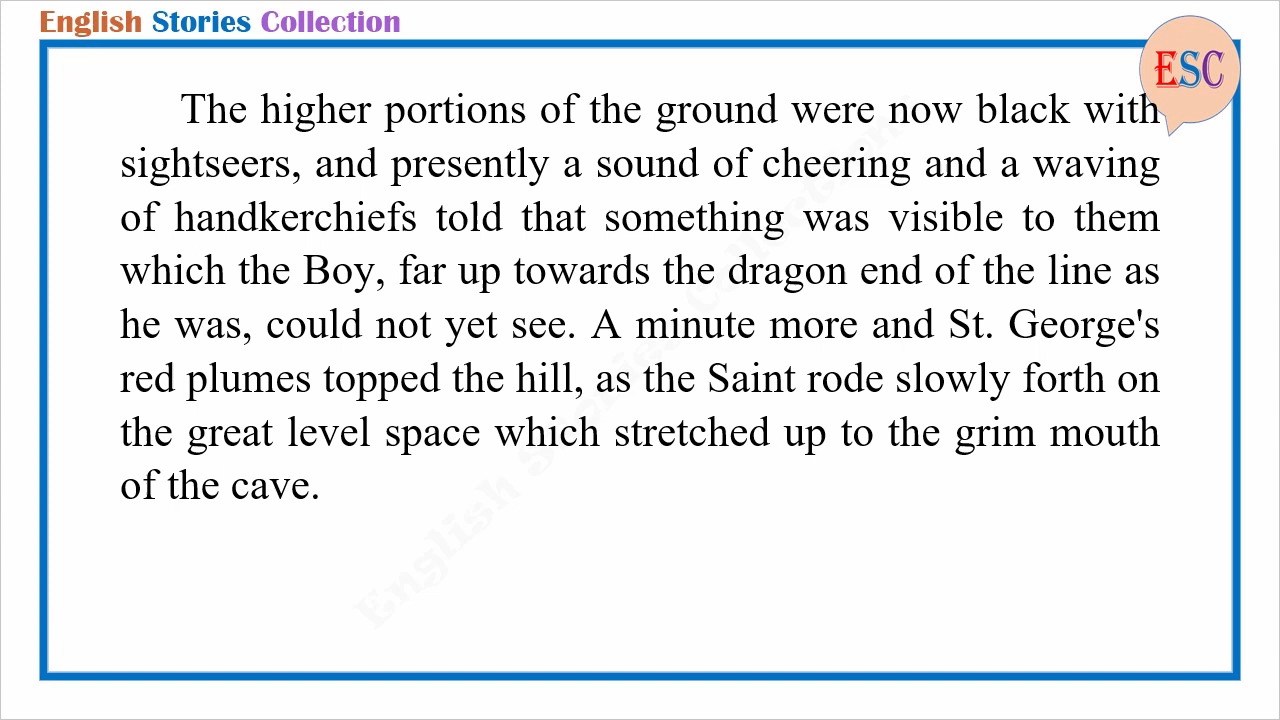 English Stories Collection
ESC
The higher portions of the ground were now black with
sightseers, and presently a sound of cheering and a waving
of handkerchiefs told that something was visible to them
which the Boy, far up towards the dragon end of the line as
he was, could not yet see. A minute more and St. George's
red plumes topped the hill, as the Saint rode slowly forth on
the great level space which stretched up to the grim mouth
of the cave.
English Stories Collection